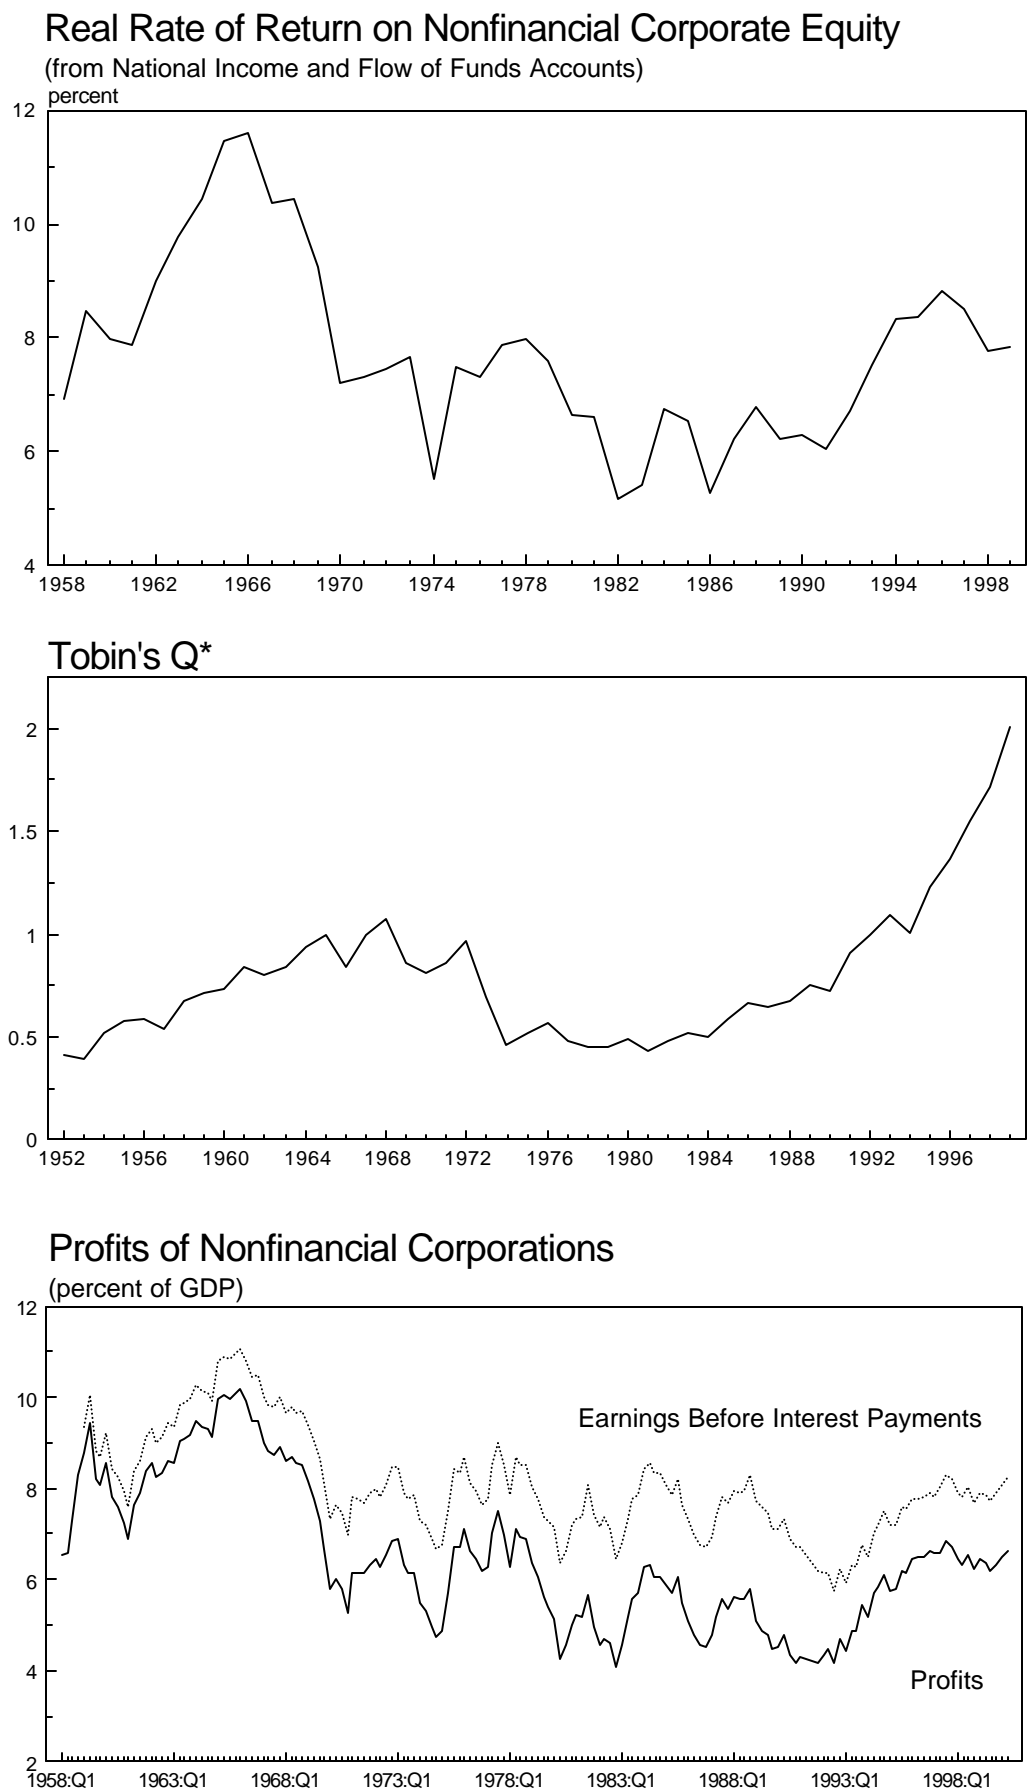 Real Rate of Return on Nonfinancial Corporate Equity
(from National Income and Flow of Funds Accounts)
percent
12
10
8
6
4
1958 1962 1966 1970 1974 1978 1982 1986 1990 1994 1998
Tobin's Q*
2
1.5
1
0.5
0
1952 1956 1960 1964 1968 1972 1976 1980 1984 1988 1992 1996
Profits of Nonfinancial Corporations
(percent of GDP)
12
10
Earnings Before Interest Payments
8
6
4
Profits
2
1958:Q1 1963:Q1 1968:Q1 1973:Q1 1978:Q1 1983:Q1 1988:Q1 1993:Q1 1998:Q1